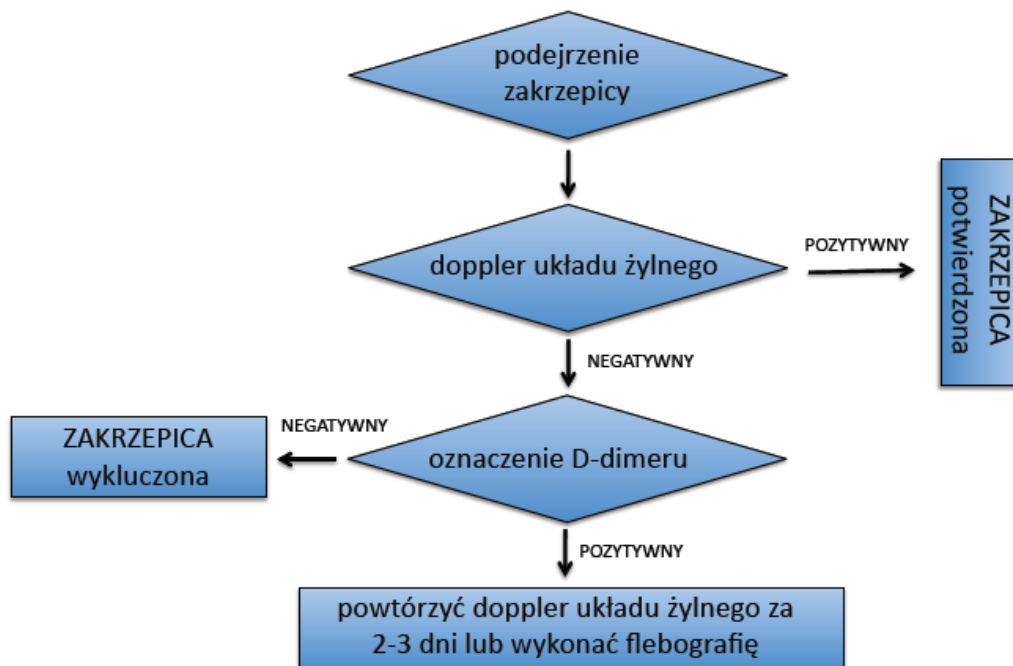 podejrzenie
zakrzepicy
doppler układu żylnego
POZYTYWNY
ZAKRZEPICA
potwierdzona
NEGATYWNY
oznaczenie D-dimeru
NEGATYWNY
ZAKRZEPICA
wykluczona
POZYTYWNY
powtórzyć doppler układu żylnego za
2-3 dni lub wykonać flebografię